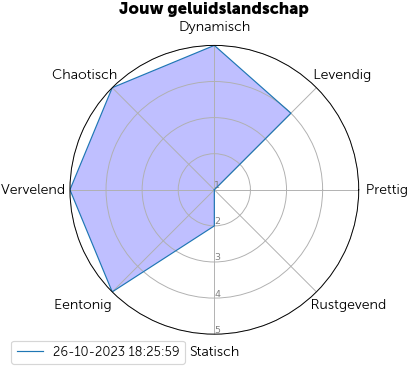 Jouw geluidslandschap
Dynamisch
Chaotisch
Levendig
Vervelend
1
Prettig
2
3
4
Eentonig
Rustgevend
5
26-10-2023 18:25:59
Statisch